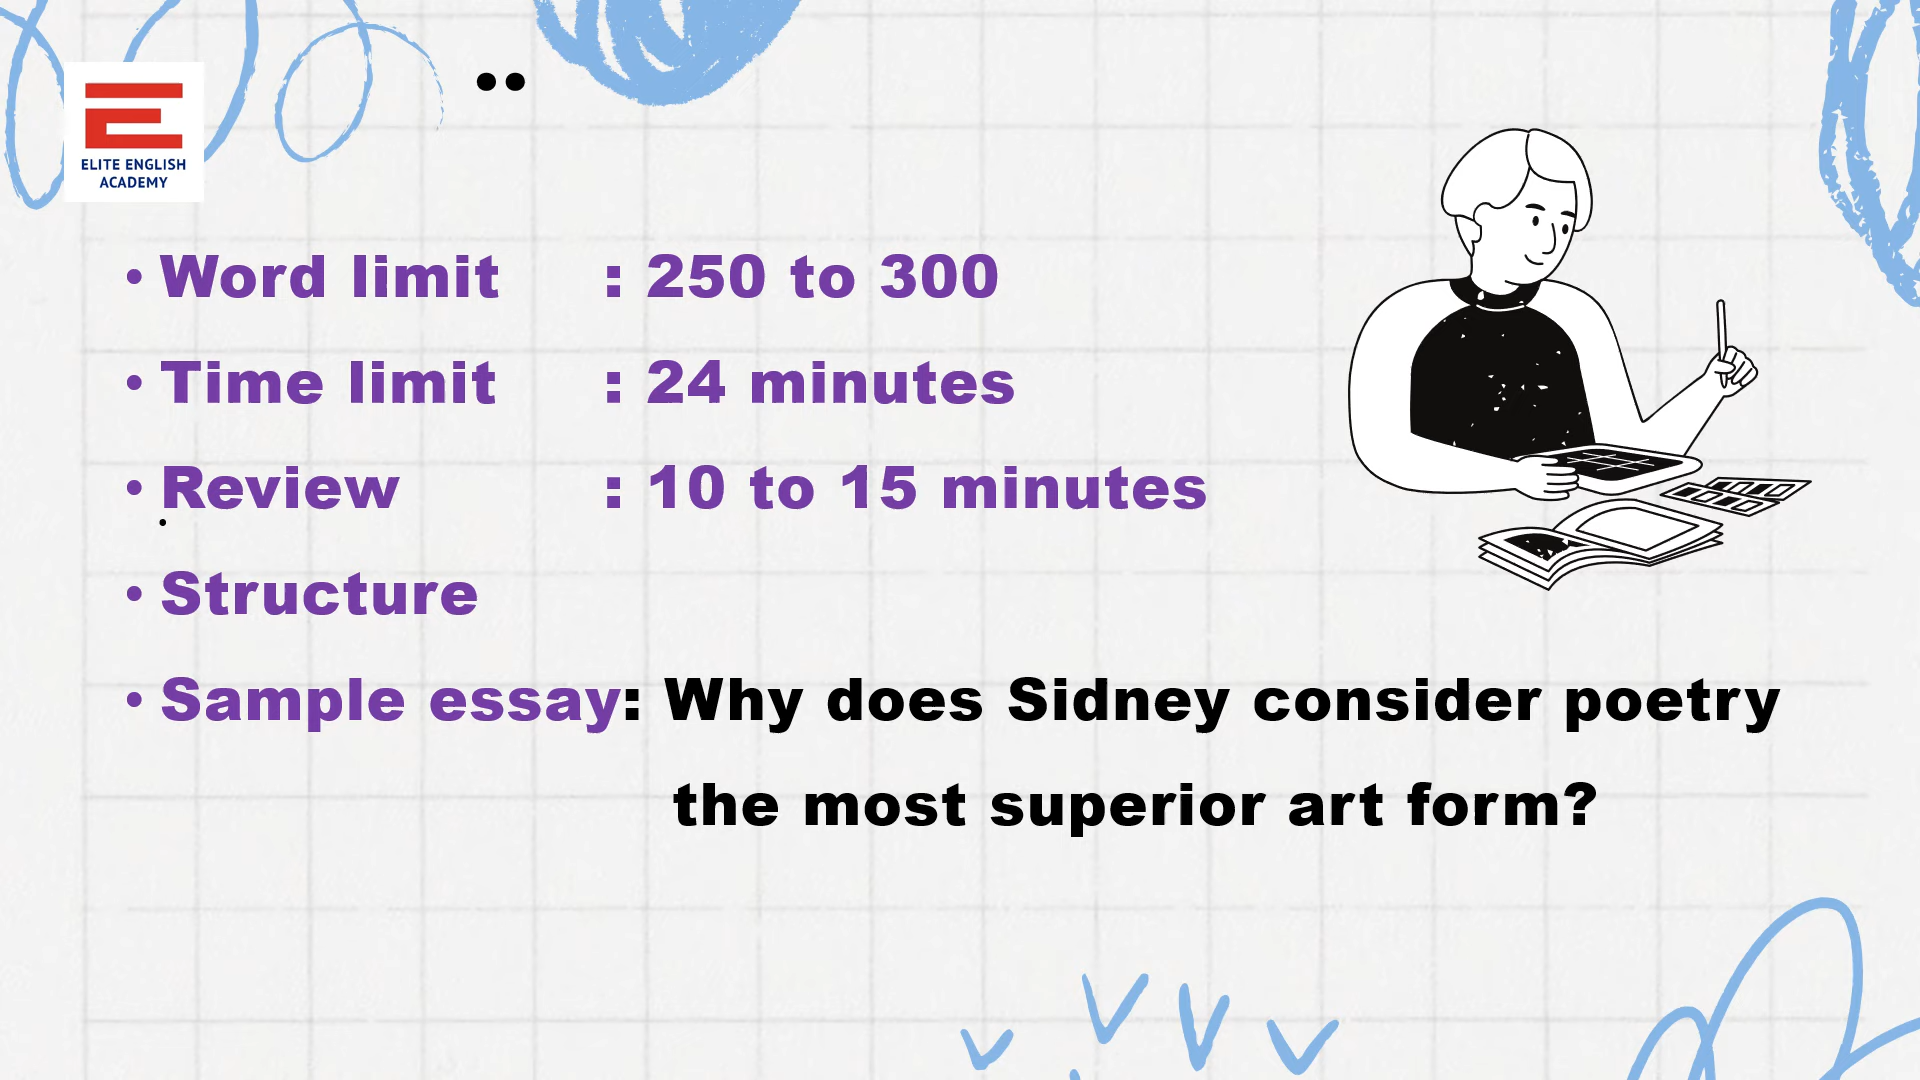 ELITE ENGLISH
ACADEMY
• Word limit : 250 to 300
• Time limit : 24 minutes
• Review : 10 to 15 minutes
• Structure
• Sample essay: Why does Sidney consider poetry
the most superior art form?